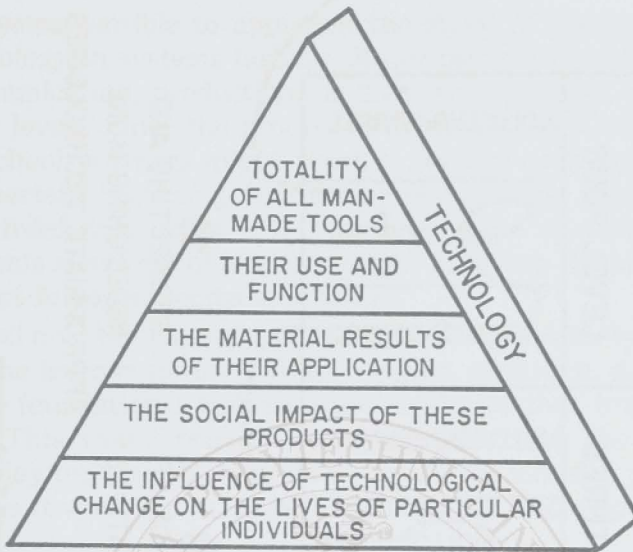 TOTALITY
OF ALL MAN-
MADE TOOLS
THEIR USE AND
FUNCTION
THE MATERIAL RESULTS
OF THEIR APPLICATION
THE SOCIAL IMPACT OF THESE
PRODUCTS
THE INFLUENCE OF TECHNOLOGICAL
CHANGE ON THE LIVES OF PARTICULAR
INDIVIDUALS
TECHNOLOGY